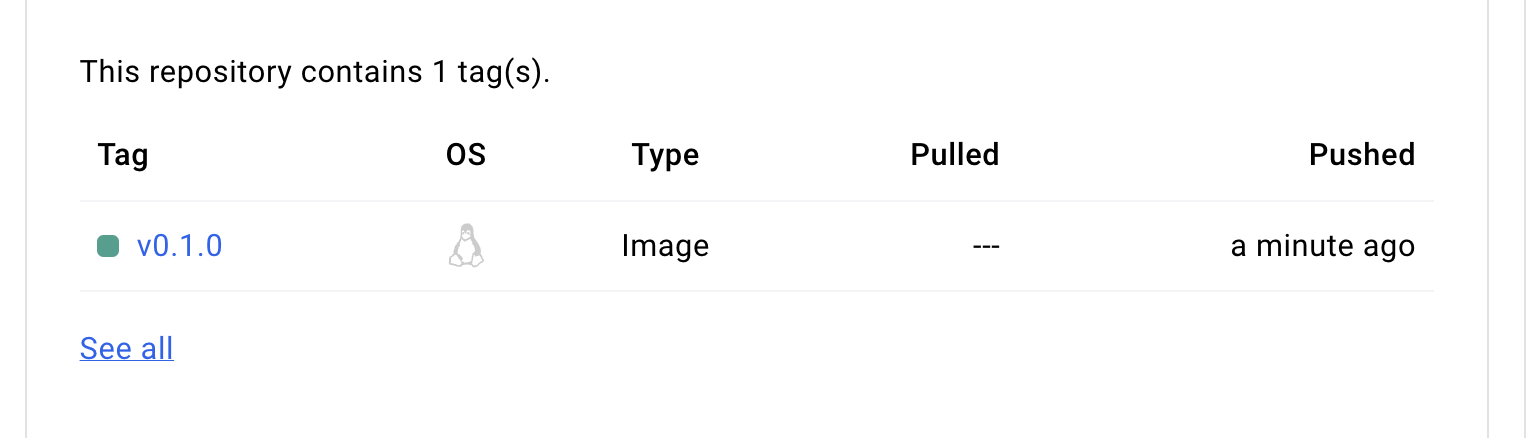 This repository contains 1 tag(s).
Tag OS Type Pulled Pushed
v0.1.0 Image --- a minute ago
See all